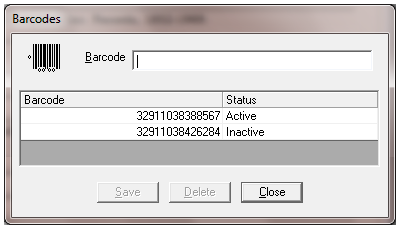 Barcodes
Barcode
Barcode Status
32911038388567 Active
32911038426284 Inactive
Save Delete Close